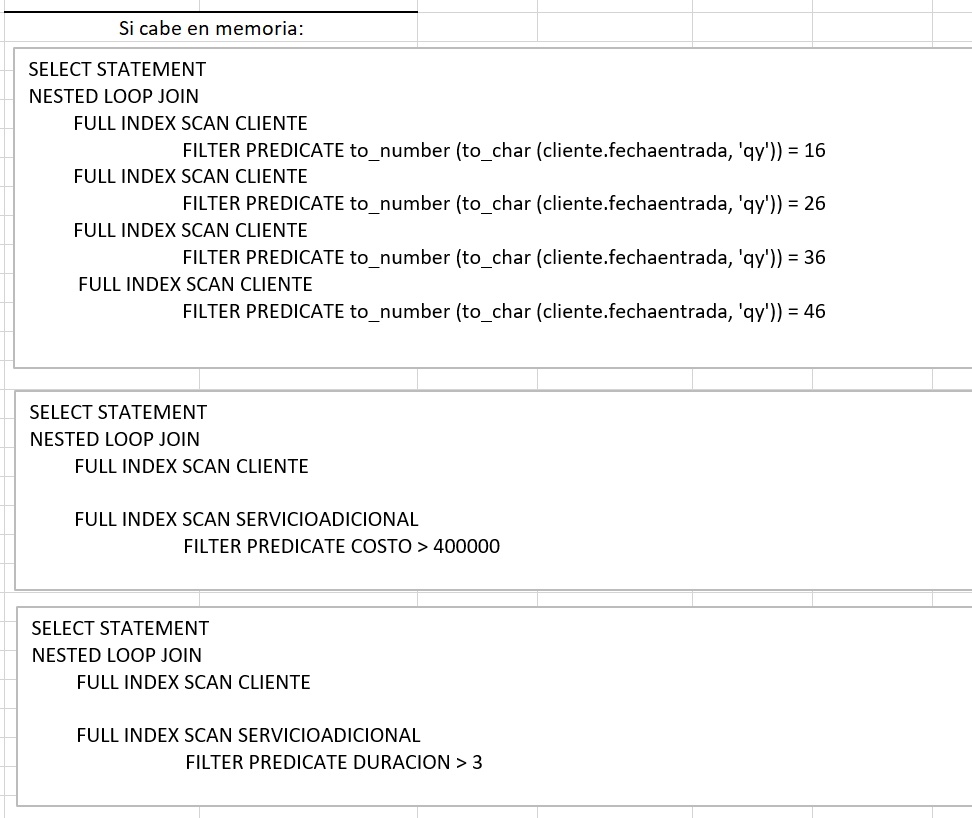 Si cabe en memoria:
SELECT STATEMENT
NESTED LOOP JOIN
FULL INDEX SCAN CLIENTE
FILTER PREDICATE to_number (to_char (cliente.fechaentrada, 'qy')) = 16
FULL INDEX SCAN CLIENTE
FILTER PREDICATE to_number (to_char (cliente.fechaentrada, 'qy')) = 26
FULL INDEX SCAN CLIENTE
FILTER PREDICATE to_number (to_char (cliente.fechaentrada, 'qy')) = 36
FULL INDEX SCAN CLIENTE
FILTER PREDICATE to_number (to_char (cliente.fechaentrada, 'qy')) = 46
SELECT STATEMENT
NESTED LOOP JOIN
FULL INDEX SCAN CLIENTE
FULL INDEX SCAN SERVICIOADICIONAL
FILTER PREDICATE COSTO > 400000
SELECT STATEMENT
NESTED LOOP JOIN
FULL INDEX SCAN CLIENTE
FULL INDEX SCAN SERVICIOADICIONAL
FILTER PREDICATE DURACION > 3